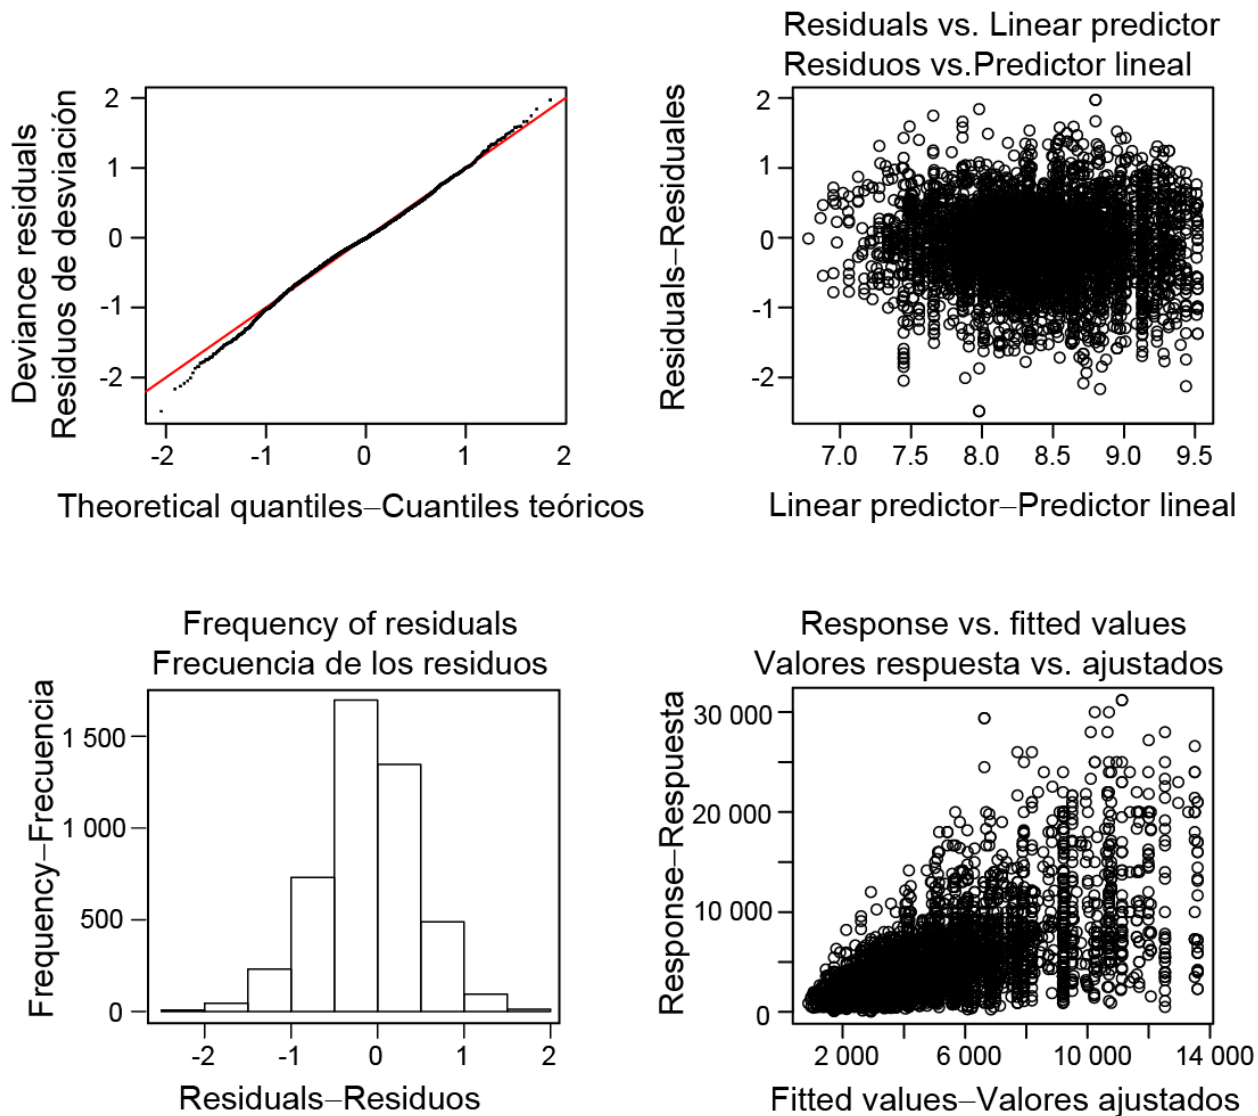 Deviance residuals
Residuos de desviación
2
1
0
-1
-2
-2
-1
0
1
2
Theoretical quantiles–Cuantiles teóricos
Residuals vs. Linear predictor
Residuos vs.Predictor lineal
Residuals–Residuales
2
1
0
-1
-2
7.0
7.5
8.0
8.5
9.0
9.5
Linear predictor–Predictor lineal
Frequency of residuals
Frecuencia de los residuos
Frequency–Frecuencia
1 500
1 000
500
0
-2
-1
0
1
2
Residuals–Residuos
Response vs. fitted values
Valores respuesta vs. ajustados
Response–Respuesta
30 000
20 000
10 000
0
2 000
6 000
10 000
14 000
Fitted values–Valores ajustados